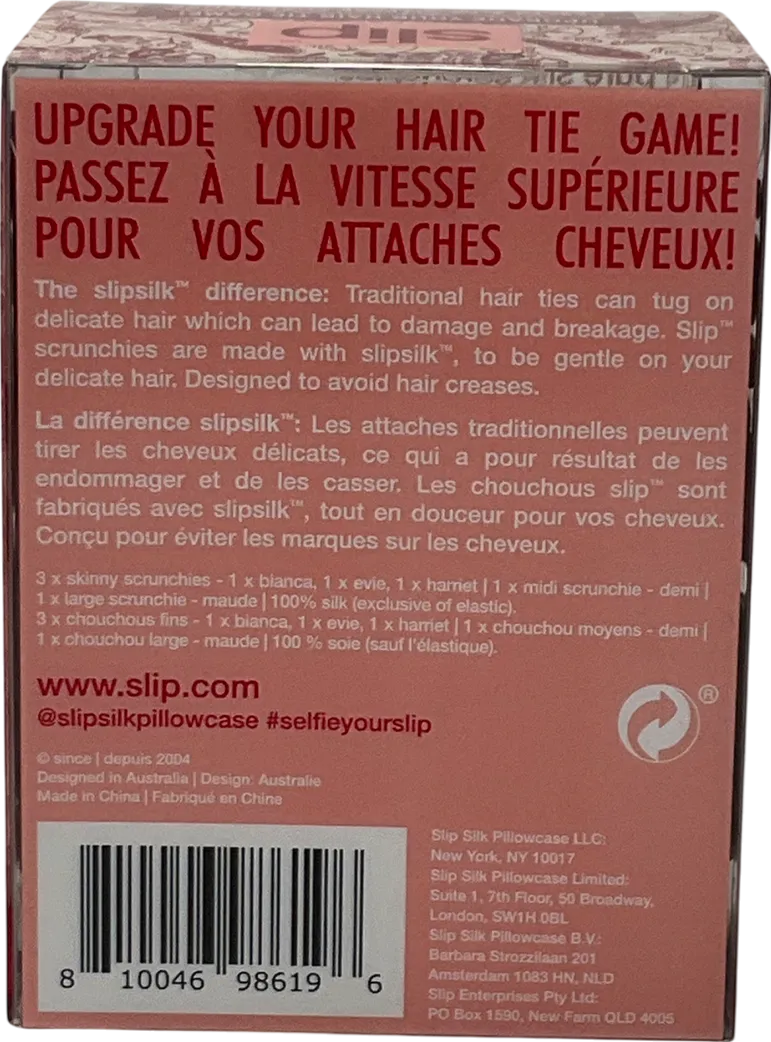 slip
UPGRADE YOUR HAIR TIE GAME!
PASSEZ À LA VITESSE SUPÉRIEURE
POUR VOS ATTACHES CHEVEUX!
The slipsilk™ difference: Traditional hair ties can tug on
delicate hair which can lead to damage and breakage. Slip™
scrunchies are made with slipsilk™, to be gentle on your
delicate hair. Designed to avoid hair creases.
La différence slipsilk™: Les attaches traditionnelles peuvent
tirer les cheveux délicats, ce qui a pour résultat de les
endommager et de les casser. Les chouchous slip™ sont
fabriqués avec slipsilk™, tout en douceur pour vos cheveux.
Conçu pour éviter les marques sur les cheveux.
3 x skinny scrunchies - 1 x bianca, 1 x evie, 1 x harriet | 1 x midi scrunchie - demi |
1 x large scrunchie - maude | 100% silk (exclusive of elastic).
3 x chouchous fins - 1 x bianca, 1 x evie, 1 x harriet | 1 x chouchou moyens - demi |
1 x chouchou large - maude | 100 % soie (sauf l'élastique).
www.slip.com
@slipsilkpillowcase #selfieyourslip
®
© since | depuis 2004
Designed in Australia | Design: Australie
Made in China | Fabriqué en Chine
8 10046 98619 6
Slip Silk Pillowcase LLC:
New York, NY 10017
Slip Silk Pillowcase Limited:
Suite 1, 7th Floor, 50 Broadway,
London, SW1H 0BL
Slip Silk Pillowcase B.V.:
Barbara Strozzilaan 201
Amsterdam 1083 HN, NLD
Slip Enterprises Pty Ltd:
PO Box 1590, New Farm QLD 4005